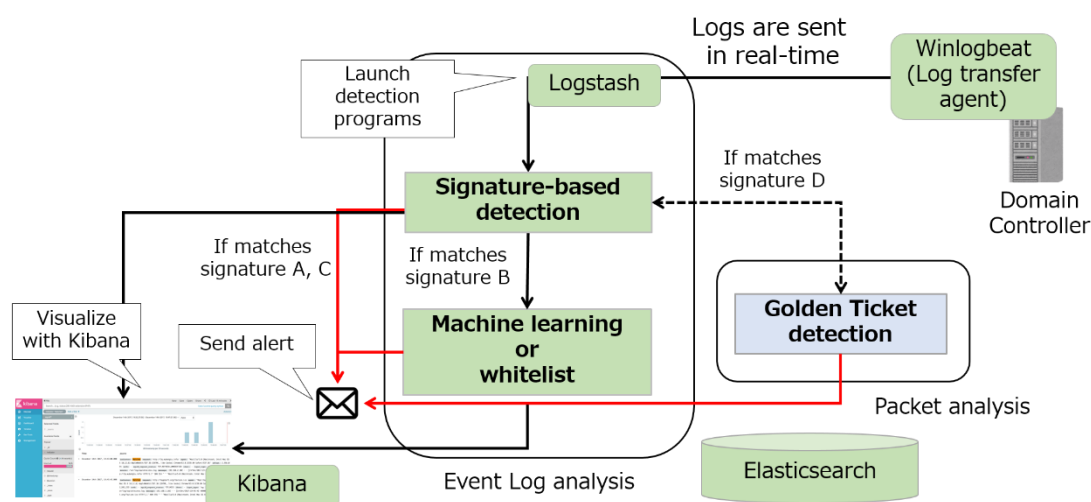 Logs are sent
in real-time
Winlogbeat
(Log transfer
agent)
Launch
detection
programs
Logstash
If matches
signature D
Domain
Controller
Signature-based
detection
If matches
signature A, C
If matches
signature B
Golden Ticket
detection
Visualize
with Kibana
Send alert
Machine learning
or
whitelist
Packet analysis
kibana
Kibana
Event Log analysis
Elasticsearch